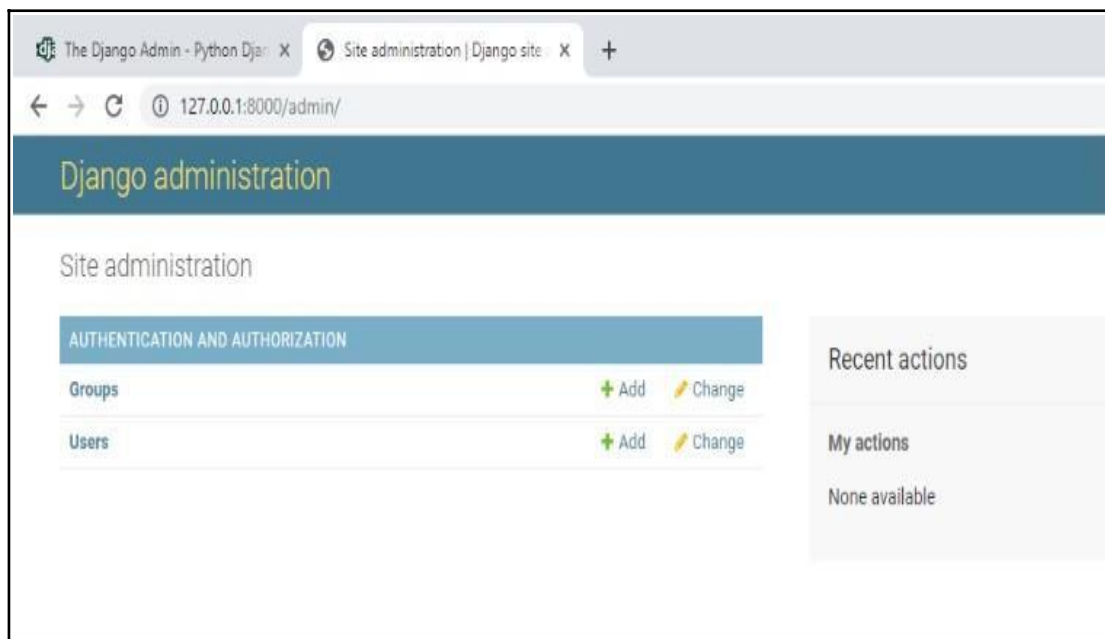 The Django Admin - Python Djan
Site administration | Django site
127.0.0.1:8000/admin/
Django administration
Site administration
AUTHENTICATION AND AUTHORIZATION
Groups
Add
Change
Users
Add
Change
Recent actions
My actions
None available